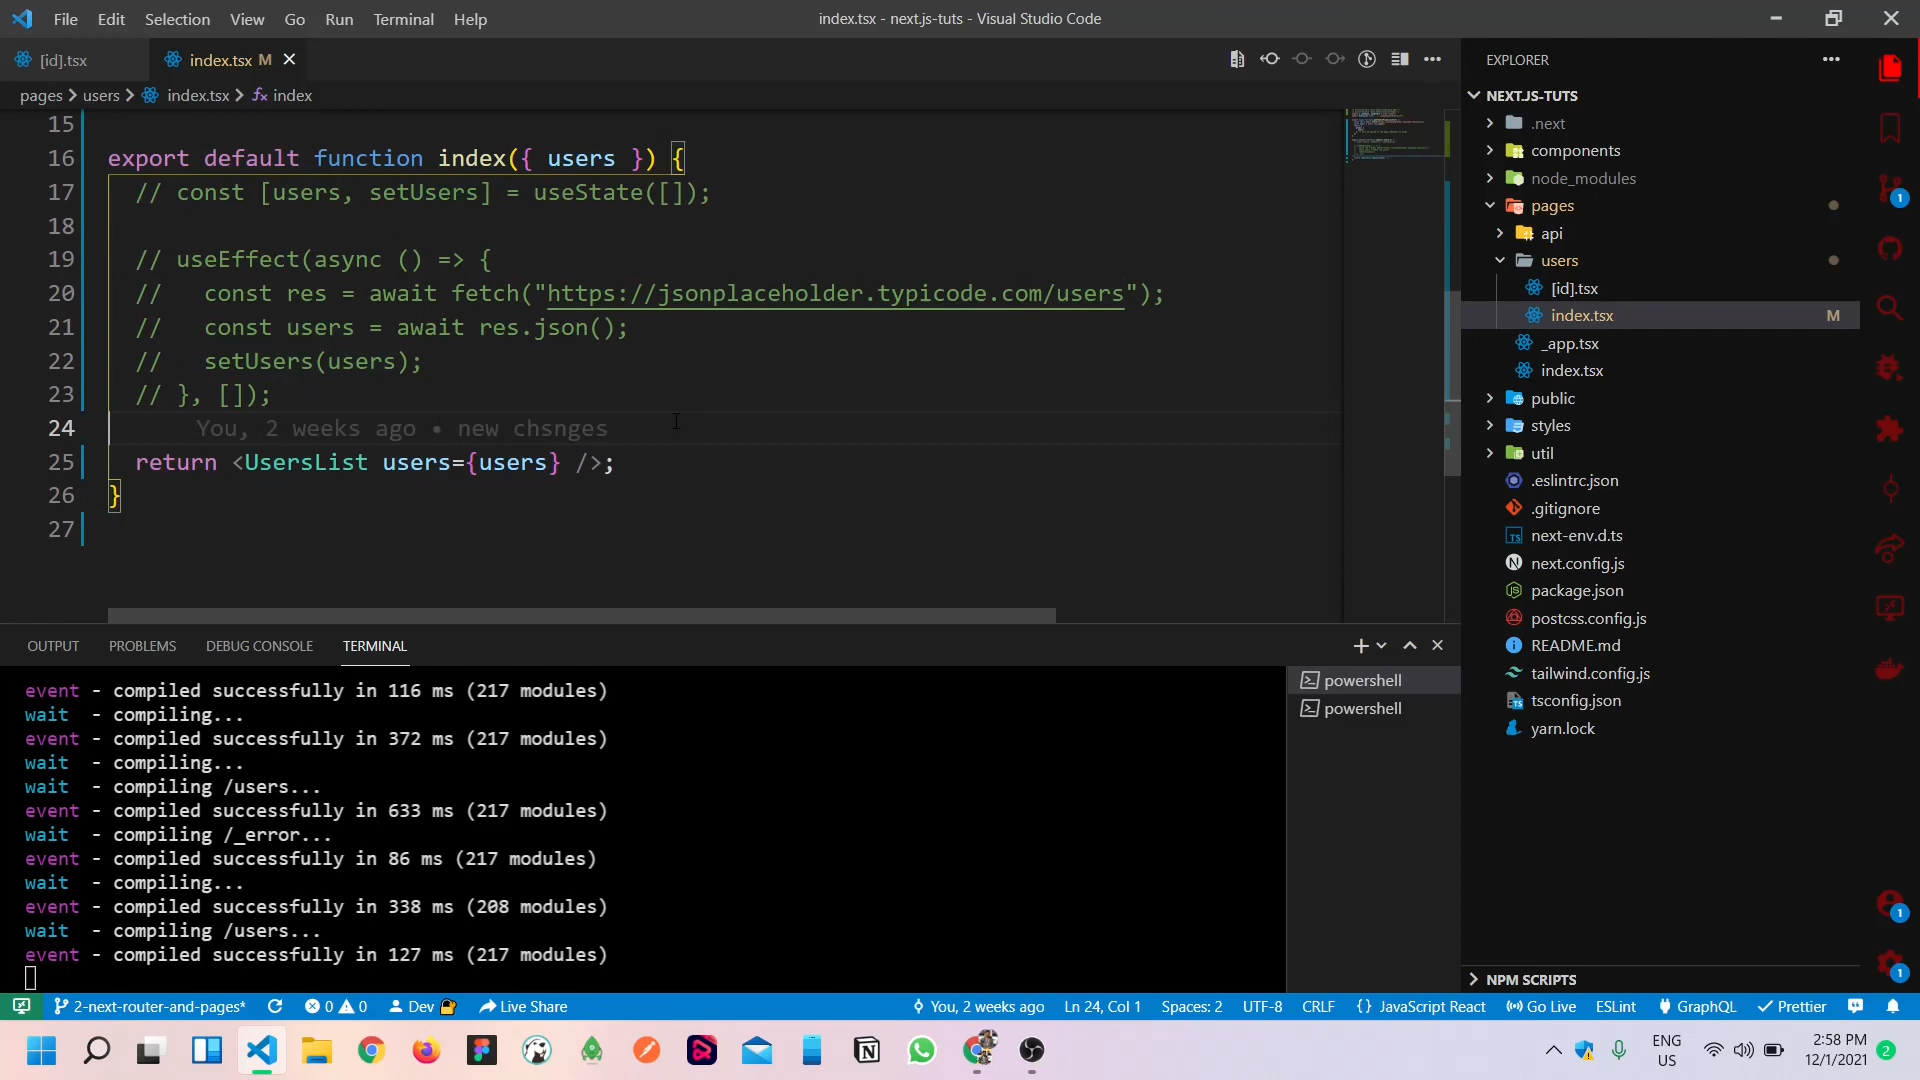 File Edit Selection View Go Run Terminal Help
index.tsx - next.js-tuts - Visual Studio Code
[id].tsx
index.tsx M
pages users index.tsx index
15
16 export default function index({ users }) {
17 // const [users, setUsers] = useState([]);
18
19 // useEffect(async () => {
20 //   const res = await fetch("https://jsonplaceholder.typicode.com/users");
21 //   const users = await res.json();
22 //   setUsers(users);
23 // }, []);
24 You, 2 weeks ago • new chsnges
25 return <UsersList users={users} />;
26 }
27
OUTPUT PROBLEMS DEBUG CONSOLE TERMINAL
event - compiled successfully in 116 ms (217 modules)
wait  - compiling...
event - compiled successfully in 372 ms (217 modules)
wait  - compiling...
wait  - compiling /users...
event - compiled successfully in 633 ms (217 modules)
wait  - compiling /_error...
event - compiled successfully in 86 ms (217 modules)
wait  - compiling...
event - compiled successfully in 338 ms (208 modules)
wait  - compiling /users...
event - compiled successfully in 127 ms (217 modules)
powershell
powershell
EXPLORER
NEXT.JS-TUTS
.next
components
node_modules
pages
api
users
[id].tsx
index.tsx M
_app.tsx
index.tsx
public
styles
util
.eslintrc.json
.gitignore
next-env.d.ts
next.config.js
package.json
postcss.config.js
README.md
tailwind.config.js
tsconfig.json
yarn.lock
NPM SCRIPTS
1
1
1
2-next-router-and-pages* 0 0 Dev Live Share
You, 2 weeks ago Ln 24, Col 1 Spaces: 2 UTF-8 CRLF {} JavaScript React Go Live ESLint GraphQL Prettier
ENG
US
2:58 PM
12/1/2021
2